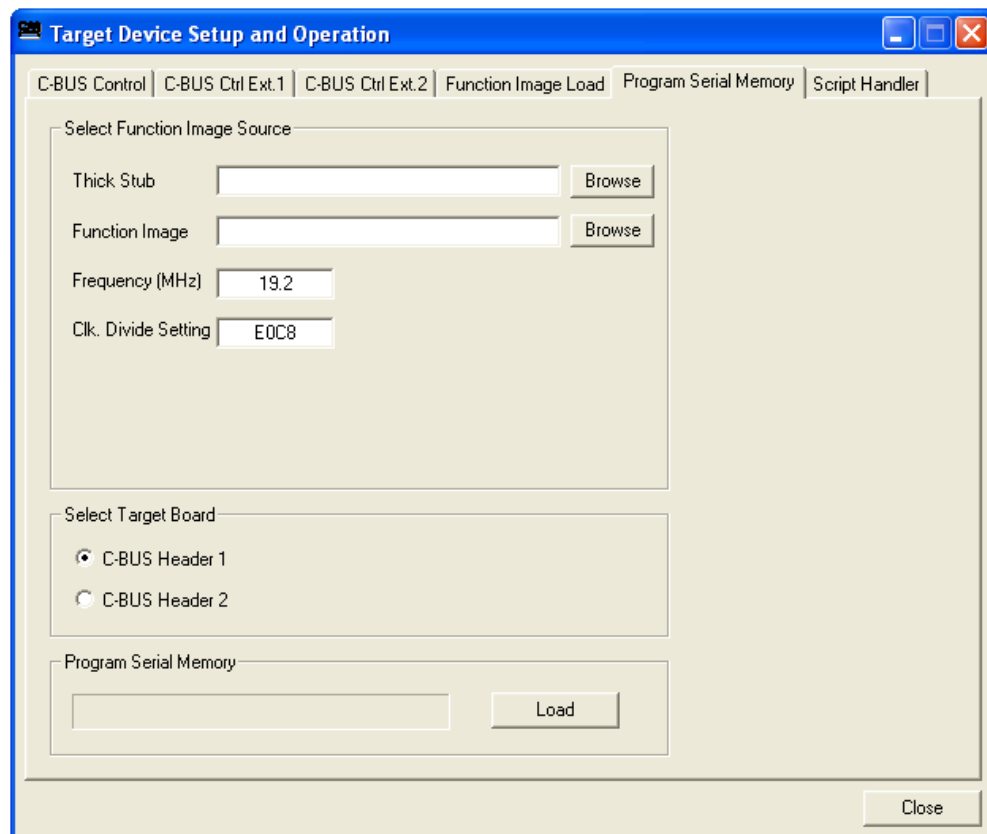 Target Device Setup and Operation
C-BUS Control C-BUS Ctrl Ext.1 C-BUS Ctrl Ext.2 Function Image Load Program Serial Memory Script Handler
Select Function Image Source
Thick Stub Browse
Function Image Browse
Frequency (MHz) 19.2
Clk. Divide Setting E0C8
Select Target Board
C-BUS Header 1
C-BUS Header 2
Program Serial Memory
Load
Close